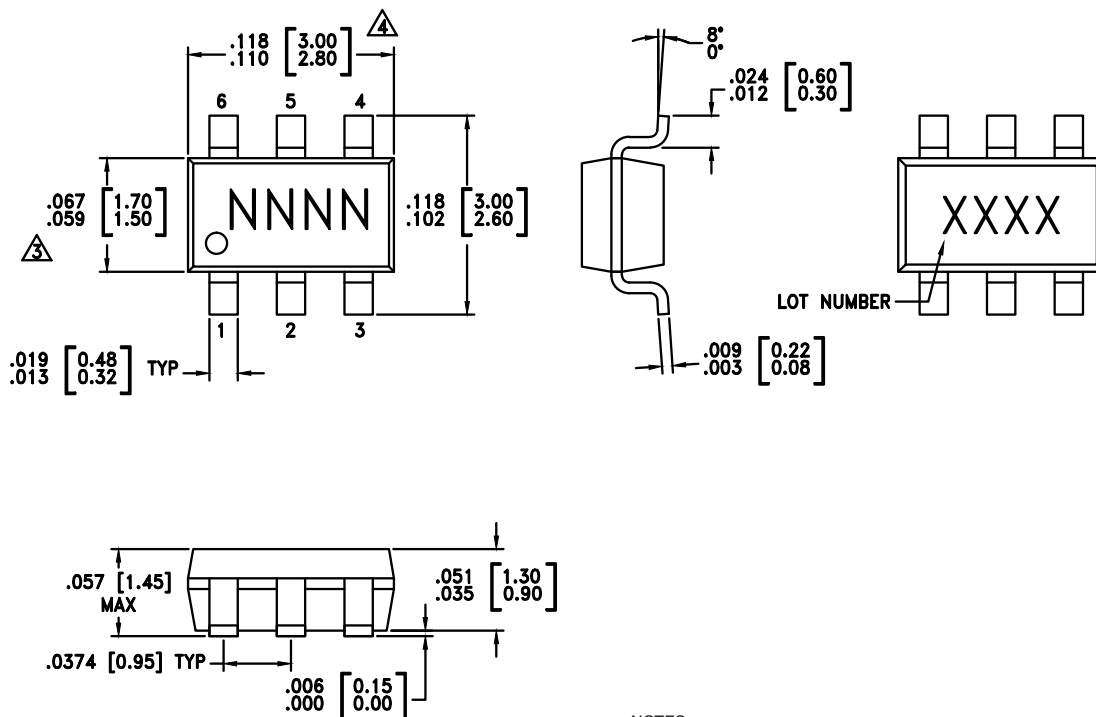 .118 [3.00]
.110 [2.80]
4
8°
0°
.024 [0.60]
.012 [0.30]
6 5 4
.067 [1.70]
.059 [1.50]
3
NNNN
.118 [3.00]
.102 [2.60]
XXXX
LOT NUMBER
1 2 3
.019 [0.48]
.013 [0.32]
TYP
.009 [0.22]
.003 [0.08]
.057 [1.45]
MAX
.051 [1.30]
.035 [0.90]
.0374 [0.95] TYP
.006 [0.15]
.000 [0.00]